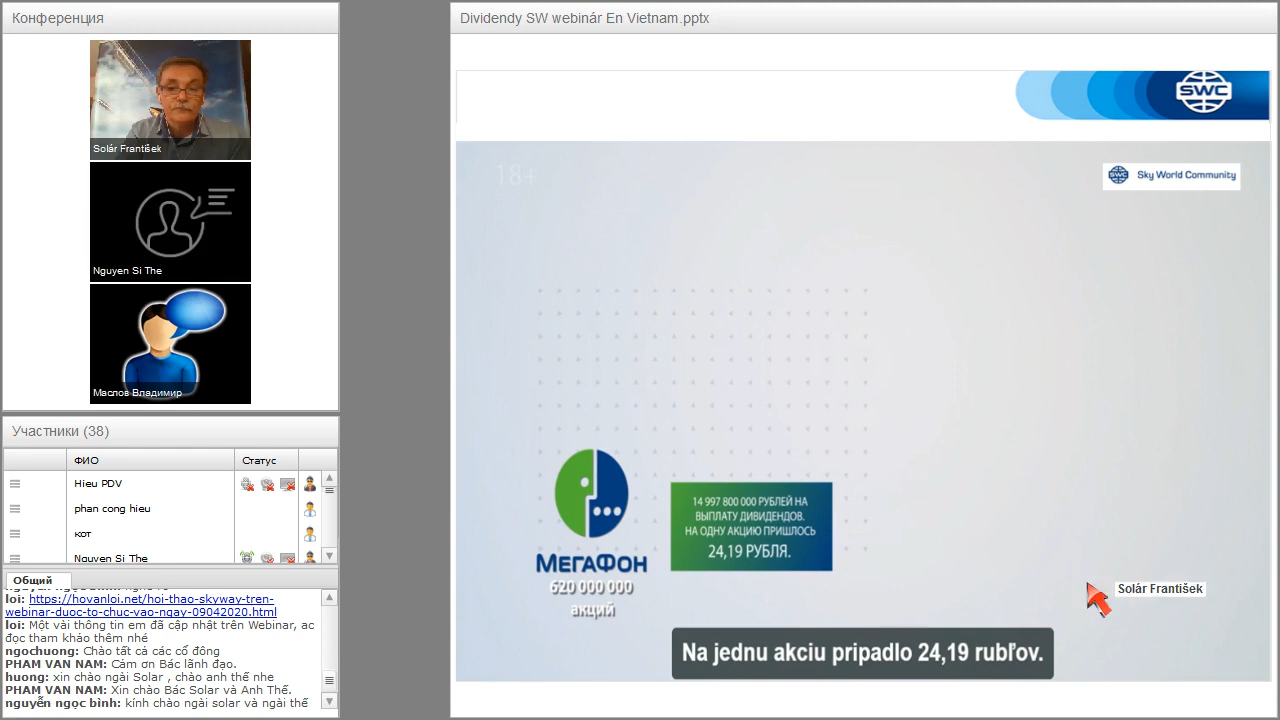 Конференция
Solár František
Nguyen Si The
Маслов Владимир
Участники (38)
ФИО
Статус
Hieu PDV
phan cong hieu
кот
Nguyen Si The
Общий
loi: https://hovanloi.net/hoi-thao-skyway-tren-
webinar-duoc-to-chuc-vao-ngay-09042020.html
loi: Một vài thông tin em đã cập nhật trên Webinar, ac
đọc tham khảo thêm nhé
ngochuong: Chào tất cả các cổ đông
PHAM VAN NAM: Cảm ơn Bác lãnh đạo.
huong: xin chào ngài Solar , chào anh thế nhe
PHAM VAN NAM: Xin chào Bác Solar và Anh Thế.
nguyễn ngọc bình: kính chào ngài solar và ngài thế
Dividendy SW webinár En Vietnam.pptx
SWC
18+
SWC Sky World Community
14 997 800 000 РУБЛЕЙ НА
ВЫПЛАТУ ДИВИДЕНДОВ.
НА ОДНУ АКЦИЮ ПРИШЛОСЬ
24,19 РУБЛЯ.
МЕГАФОН
620 000 000
акций
Solár František
Na jednu akciu pripadlo 24,19 rubľov.